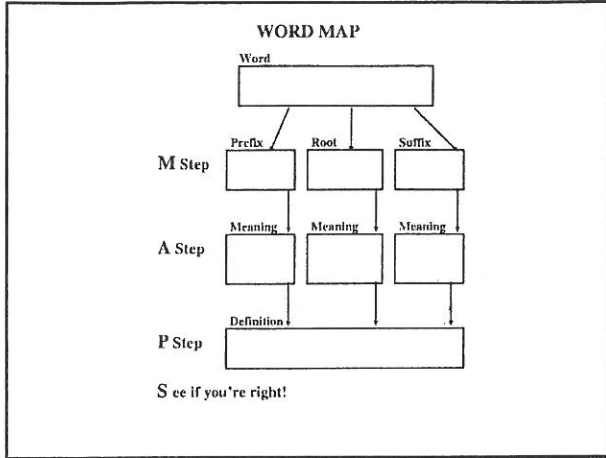 WORD MAP
Word
Prefix Root Suffix
M Step
Meaning Meaning Meaning
A Step
Definition
P Step
S ee if you're right!